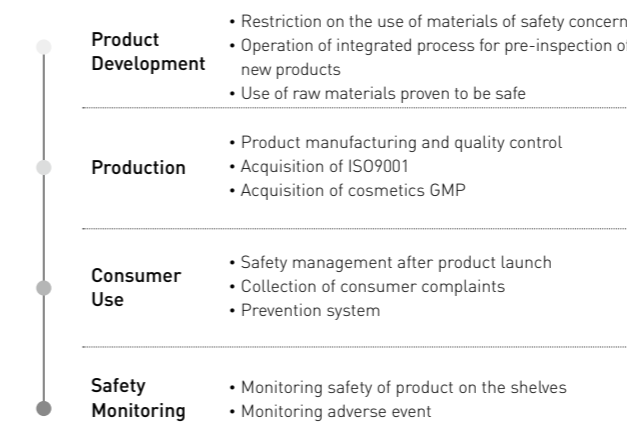 Product
Development
• Restriction on the use of materials of safety concern
• Operation of integrated process for pre-inspection of
new products
• Use of raw materials proven to be safe
Production
• Product manufacturing and quality control
• Acquisition of ISO9001
• Acquisition of cosmetics GMP
Consumer
Use
• Safety management after product launch
• Collection of consumer complaints
• Prevention system
Safety
Monitoring
• Monitoring safety of product on the shelves
• Monitoring adverse event